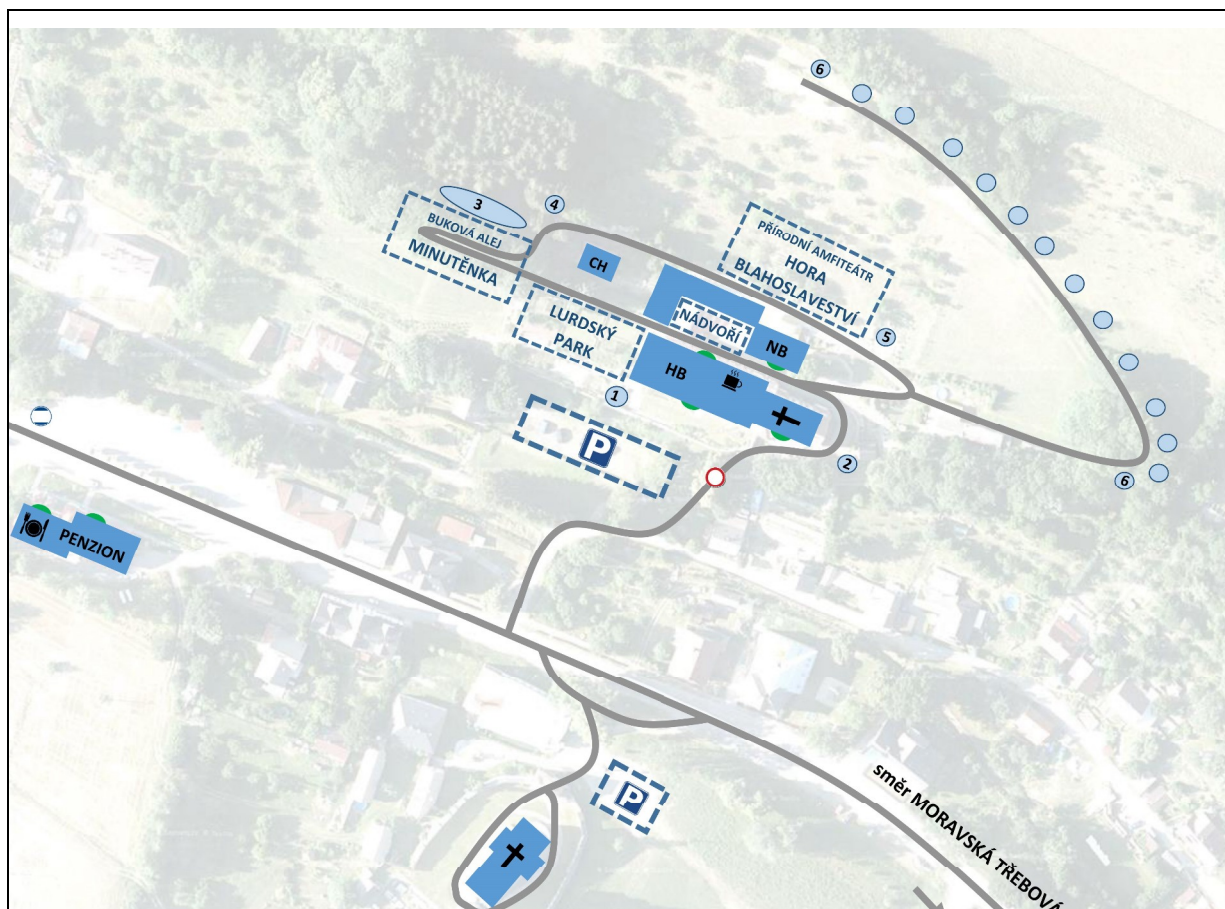 6
3
4
BUKOVÁ ALEJ
MINUTĚNKA
CH
PŘÍRODNÍ AMFITEÁTR
HORA
BLAHOSLAVESTVÍ
LURDSKÝ
PARK
NÁDVOŘÍ
NB
5
HB
1
P
2
6
PENZION
P
směr MORAVSKÁ TŘEBOVÁ